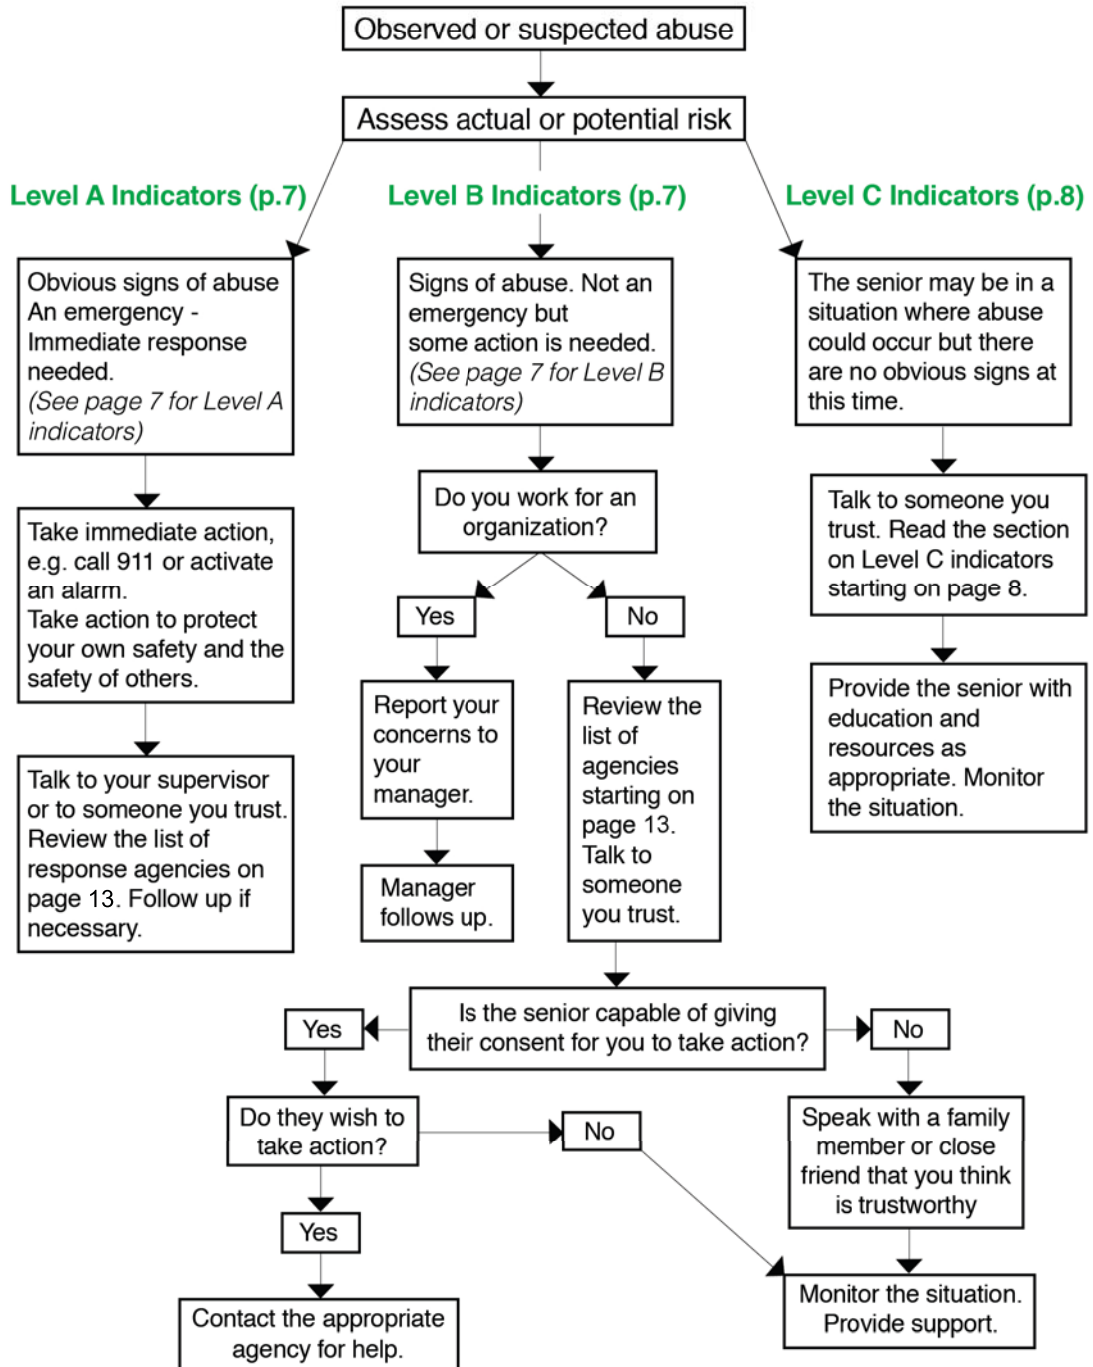 Observed or suspected abuse
Assess actual or potential risk
Level A Indicators (p.7)
Level B Indicators (p.7)
Level C Indicators (p.8)
Obvious signs of abuse
An emergency -
Immediate response
needed.
(See page 7 for Level A
indicators)
Signs of abuse. Not an
emergency but
some action is needed.
(See page 7 for Level B
indicators)
The senior may be in a
situation where abuse
could occur but there
are no obvious signs at
this time.
Take immediate action,
e.g. call 911 or activate
an alarm.
Take action to protect
your own safety and the
safety of others.
Do you work for an
organization?
Talk to someone you
trust. Read the section
on Level C indicators
starting on page 8.
Yes
No
Talk to your supervisor
or to someone you trust.
Review the list of
response agencies on
page 13. Follow up if
necessary.
Report your
concerns to
your
manager.
Manager
follows up.
Review the
list of
agencies
starting on
page 13.
Talk to
someone
you trust.
Provide the senior with
education and
resources as
appropriate. Monitor
the situation.
Is the senior capable of giving
their consent for you to take action?
Yes
No
Do they wish to
take action?
No
Speak with a family
member or close
friend that you think
is trustworthy
Yes
Contact the appropriate
agency for help.
Monitor the situation.
Provide support.